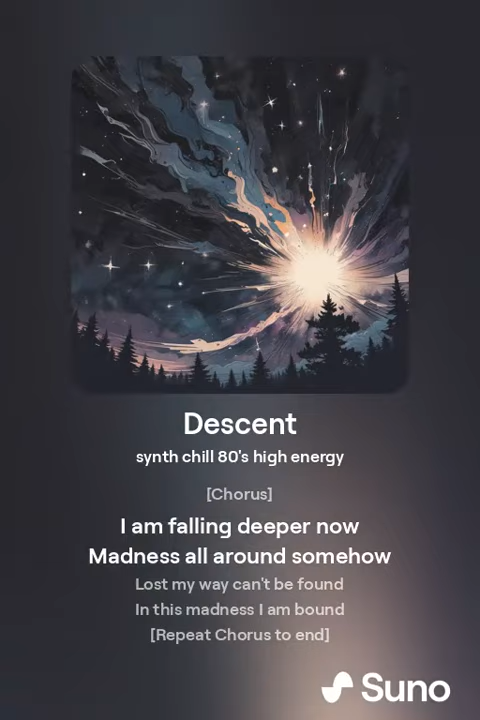 Descent
synth chill 80's high energy
[Chorus]
I am falling deeper now
Madness all around somehow
Lost my way can't be found
In this madness I am bound
[Repeat Chorus to end]
Suno